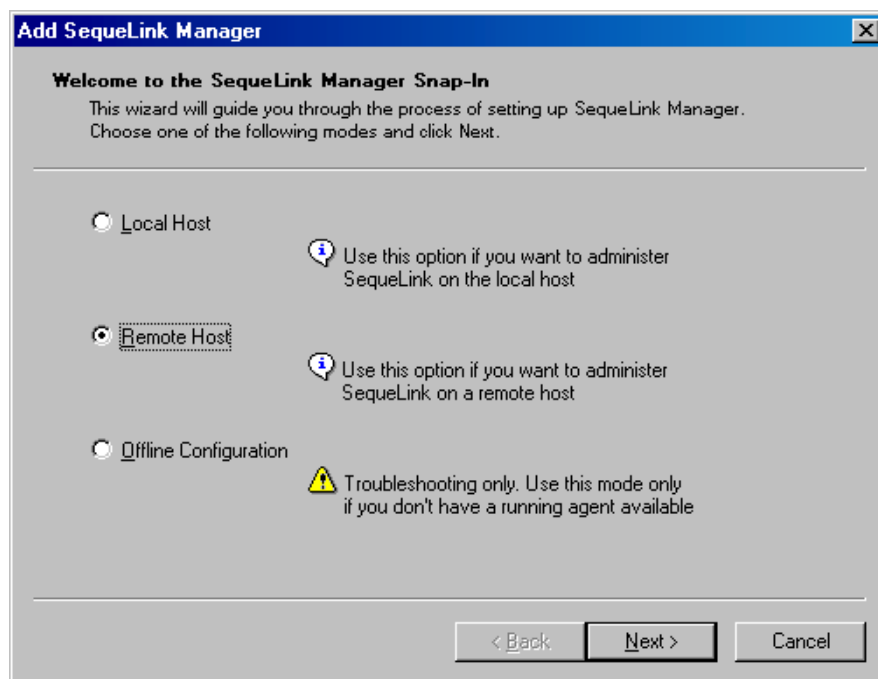 Add SequeLink Manager
Welcome to the SequeLink Manager Snap-In
This wizard will guide you through the process of setting up SequeLink Manager.
Choose one of the following modes and click Next.
Local Host
Use this option if you want to administer
SequeLink on the local host
Remote Host
Use this option if you want to administer
SequeLink on a remote host
Offline Configuration
Troubleshooting only. Use this mode only
if you don't have a running agent available
< Back
Next >
Cancel